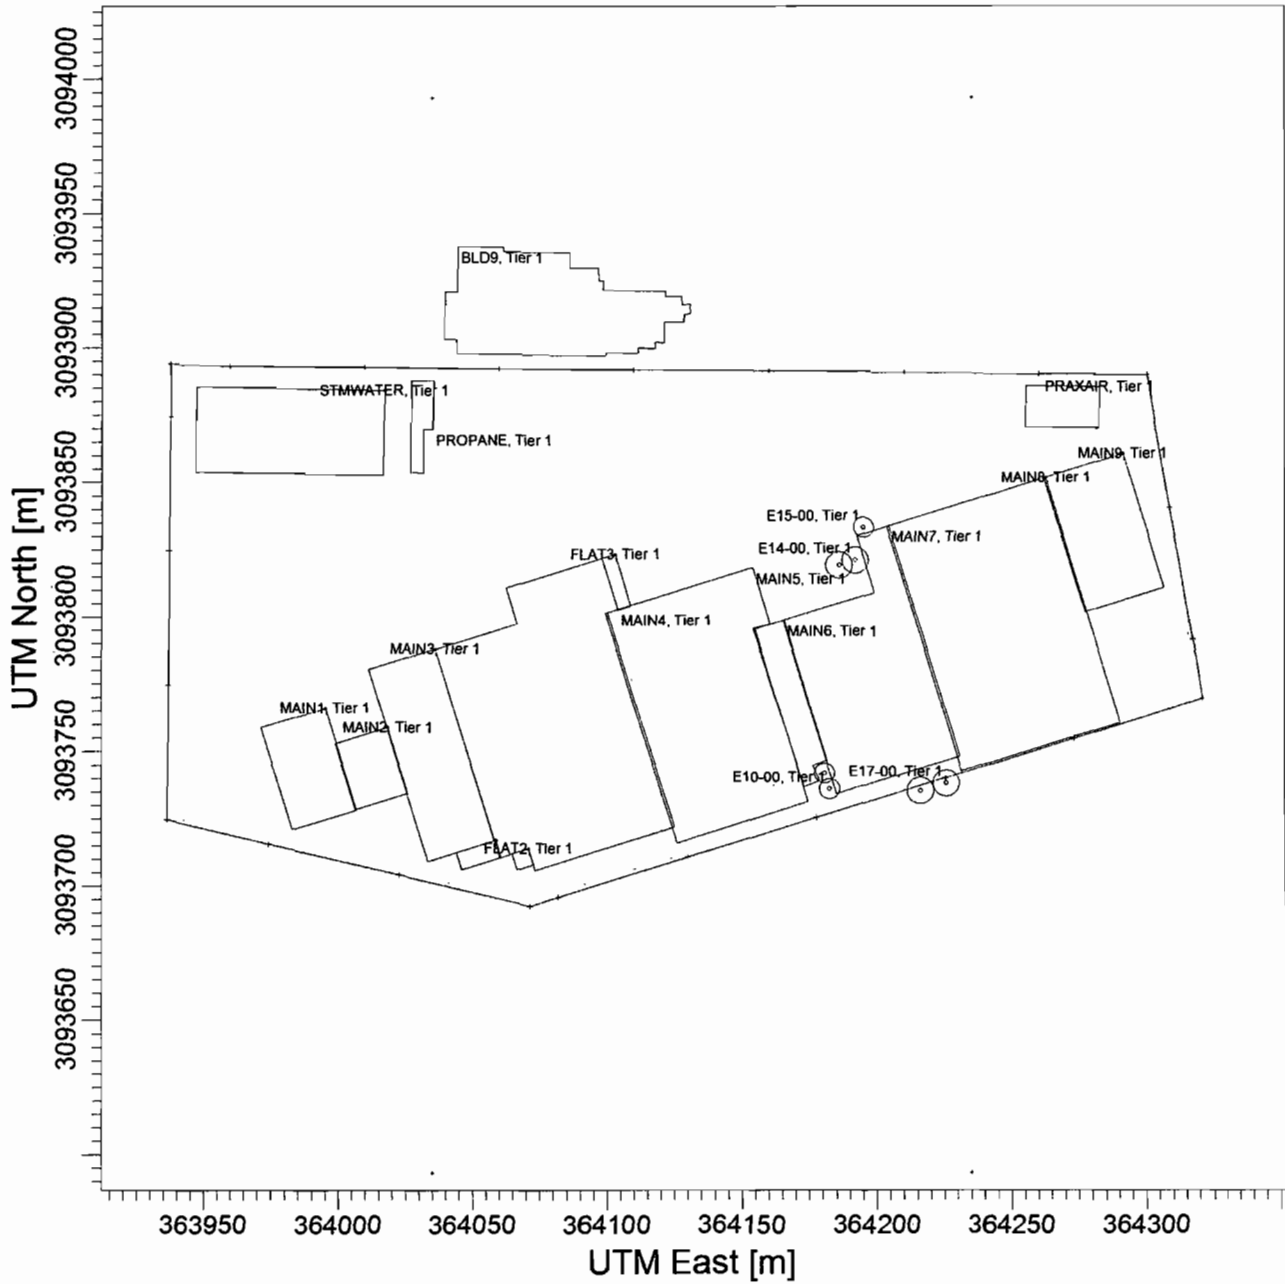 3094000
3093950
3093900
3093850
3093800
3093750
3093700
3093650
UTM North [m]
BLD9, Tier 1
STMWATER, Tie 1
PROPANE, Tier 1
PRAXAIR, Tier 1
MAIN9, Tier 1
MAIN8, Tier 1
E15-00, Tier 1
MAIN7, Tier 1
E14-00, Tier 1
FLAT3, Tier 1
MAIN5, Tier 1
MAIN4, Tier 1
MAIN6, Tier 1
MAIN3, Tier 1
MAIN1, Tier 1
MAIN2, Tier 1
E10-00, Tier 1
E17-00, Tier 1
FLAT2, Tier 1
363950 364000 364050 364100 364150 364200 364250 364300
UTM East [m]